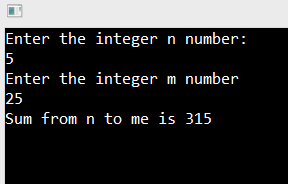 Enter the integer n number:
5
Enter the integer m number
25
Sum from n to me is 315